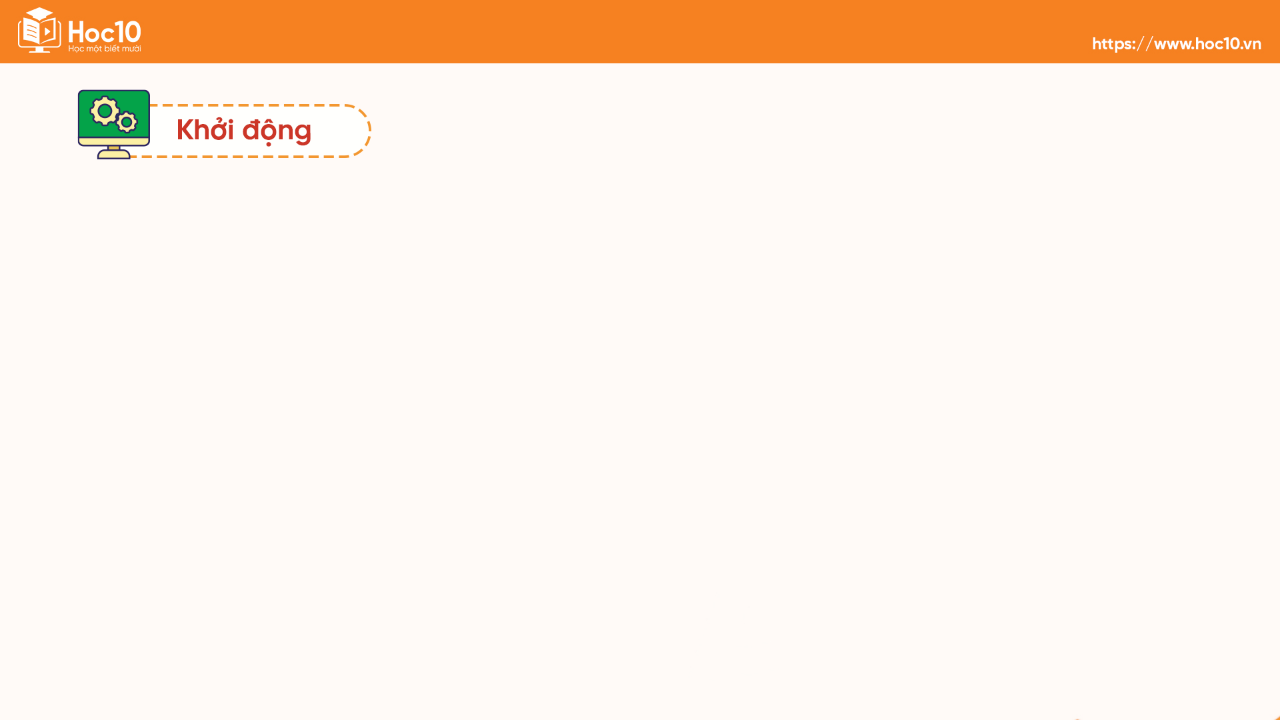 Hoc10
Học một biết mười
https://www.hoc10.vn
Khởi động